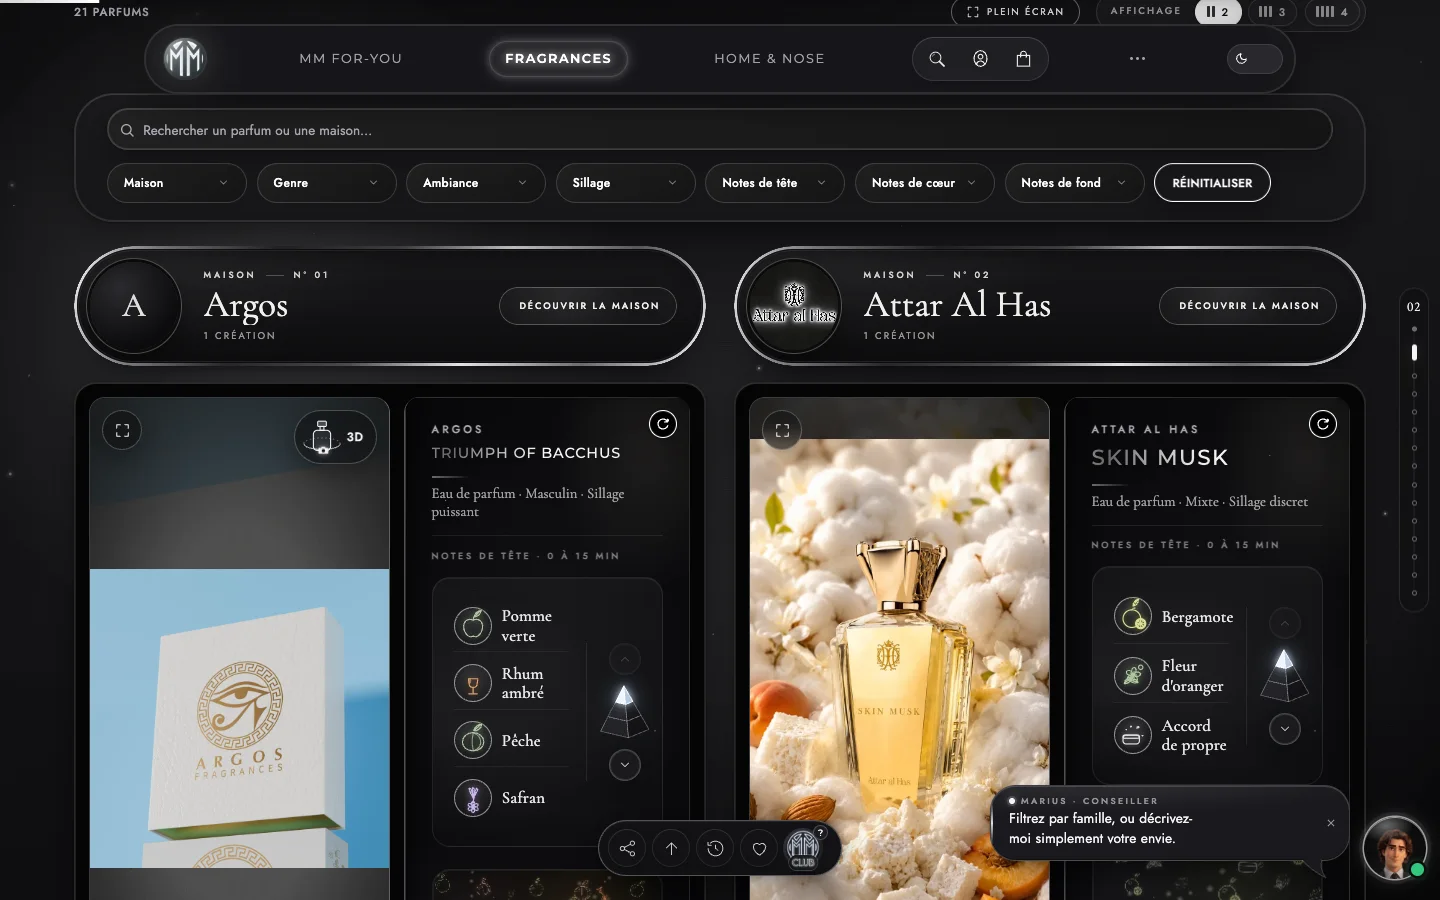 21 PARFUMS
PLEIN ÉCRAN
AFFICHAGE
2
3
4
MM
MM FOR-YOU
FRAGRANCES
HOME & NOSE
Rechercher un parfum ou une maison...
Maison
Genre
Ambiance
Sillage
Notes de tête
Notes de cœur
Notes de fond
RÉINITIALISER
A
MAISON — N° 01
Argos
1 CRÉATION
DÉCOUVRIR LA MAISON
Attar al Has
MAISON — N° 02
Attar Al Has
1 CRÉATION
DÉCOUVRIR LA MAISON
02
3D
ARGOS
FRAGRANCES
ARGOS
TRIUMPH OF BACCHUS
Eau de parfum · Masculin · Sillage
puissant
NOTES DE TÊTE · 0 À 15 MIN
Pomme
verte
Rhum
ambré
Pêche
Safran
SKIN MUSK
Attar al Has
ATTAR AL HAS
SKIN MUSK
Eau de parfum · Mixte · Sillage discret
NOTES DE TÊTE · 0 À 15 MIN
Bergamote
Fleur
d'oranger
Accord
de propre
MM
CLUB
?
MARIUS · CONSEILLER
Filtrez par famille, ou décrivez-
moi simplement votre envie.
×